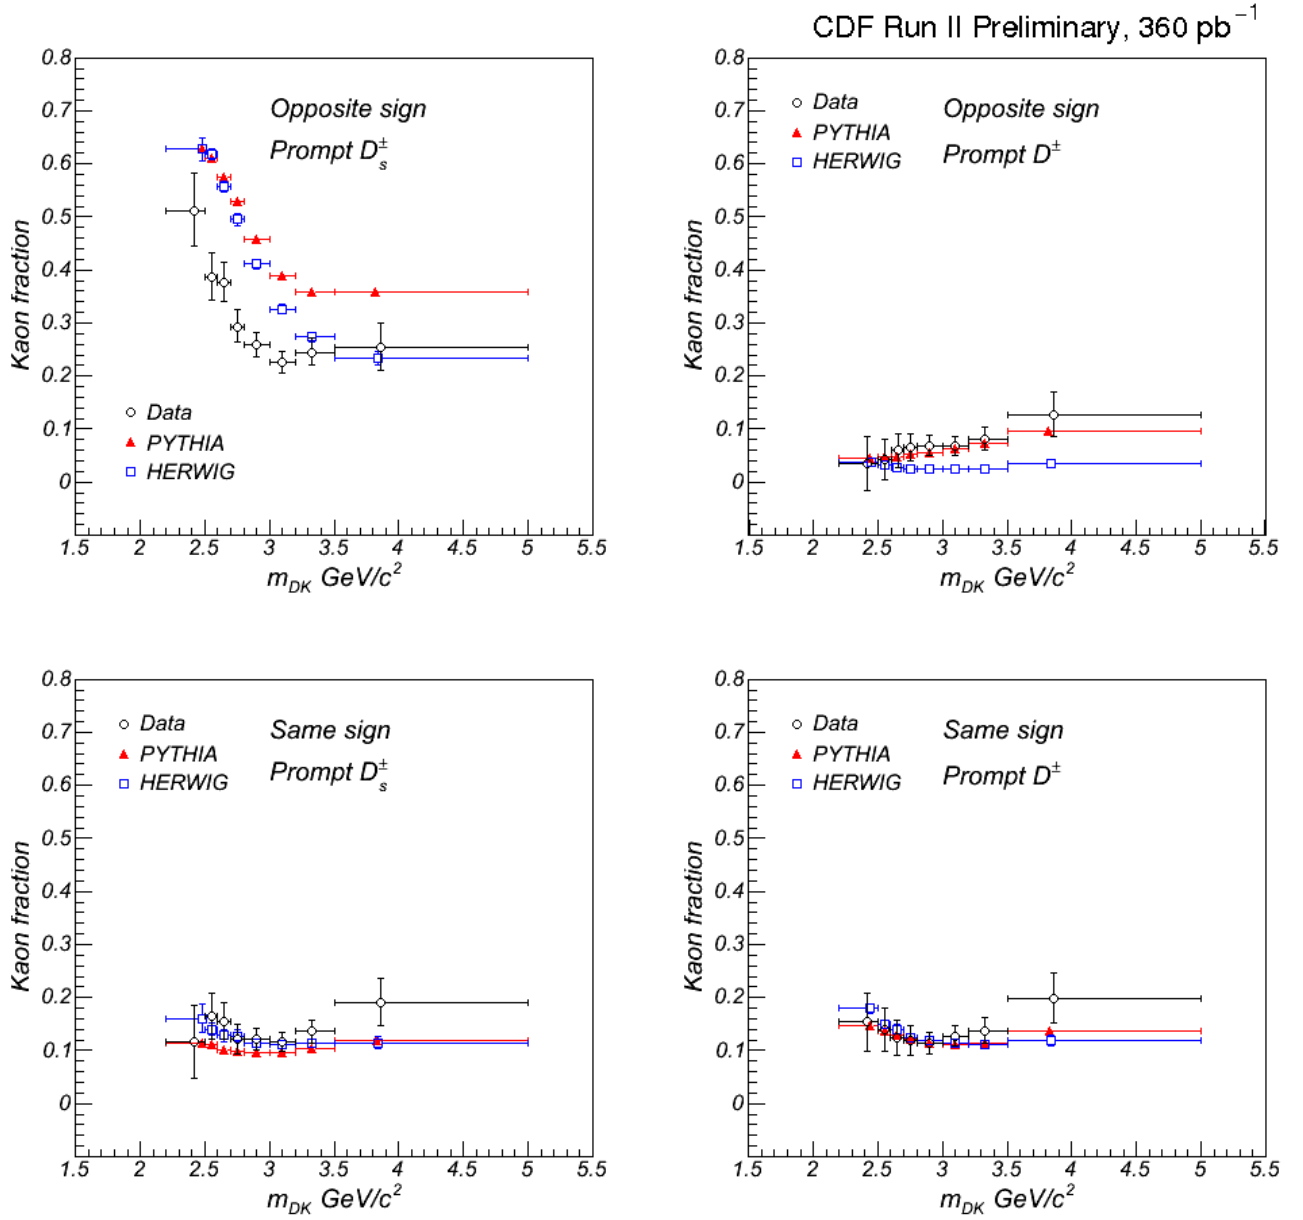 CDF Run II Preliminary, 360 pb⁻¹
Kaon fraction
0.8
0.7
0.6
0.5
0.4
0.3
0.2
0.1
0
Opposite sign
Prompt D_s^±
Data
PYTHIA
HERWIG
1.5 2 2.5 3 3.5 4 4.5 5 5.5
m_DK GeV/c²
Kaon fraction
0.8
0.7
0.6
0.5
0.4
0.3
0.2
0.1
0
Data
PYTHIA
HERWIG
Opposite sign
Prompt D^±
1.5 2 2.5 3 3.5 4 4.5 5 5.5
m_DK GeV/c²
Kaon fraction
0.8
0.7
0.6
0.5
0.4
0.3
0.2
0.1
0
Data
PYTHIA
HERWIG
Same sign
Prompt D_s^±
1.5 2 2.5 3 3.5 4 4.5 5 5.5
m_DK GeV/c²
Kaon fraction
0.8
0.7
0.6
0.5
0.4
0.3
0.2
0.1
0
Data
PYTHIA
HERWIG
Same sign
Prompt D^±
1.5 2 2.5 3 3.5 4 4.5 5 5.5
m_DK GeV/c²